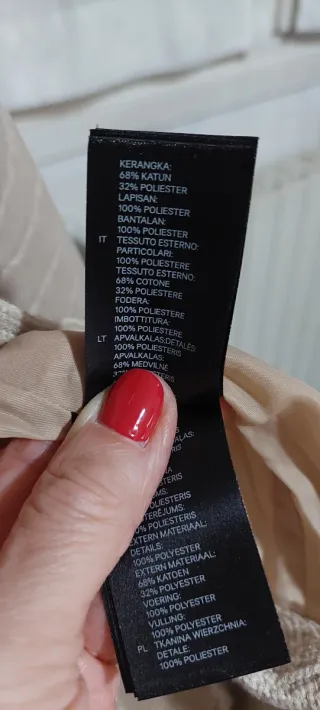 KERANGKA:
68% KATUN
32% POLIESTER
LAPISAN:
100% POLIESTER
BANTALAN:
100% POLIESTER
IT TESSUTO ESTERNO:
PARTICOLARI:
100% POLIESTERE
TESSUTO ESTERNO:
68% COTONE
32% POLIESTERE
FODERA:
100% POLIESTERE
IMBOTTITURA:
100% POLIESTERE
LT APVALKALAS:DETALĖS
100% POLIESTERIS
APVALKALAS:
68% MEDVILNĖ
EXTERN MATERIAAL:
DETAILS:
100% POLYESTER
EXTERN MATERIAAL:
68% KATOEN
32% POLYESTER
VOERING:
100% POLYESTER
VULLING:
100% POLYESTER
PL TKANINA WIERZCHNIA:
DETALE:
100% POLIESTER